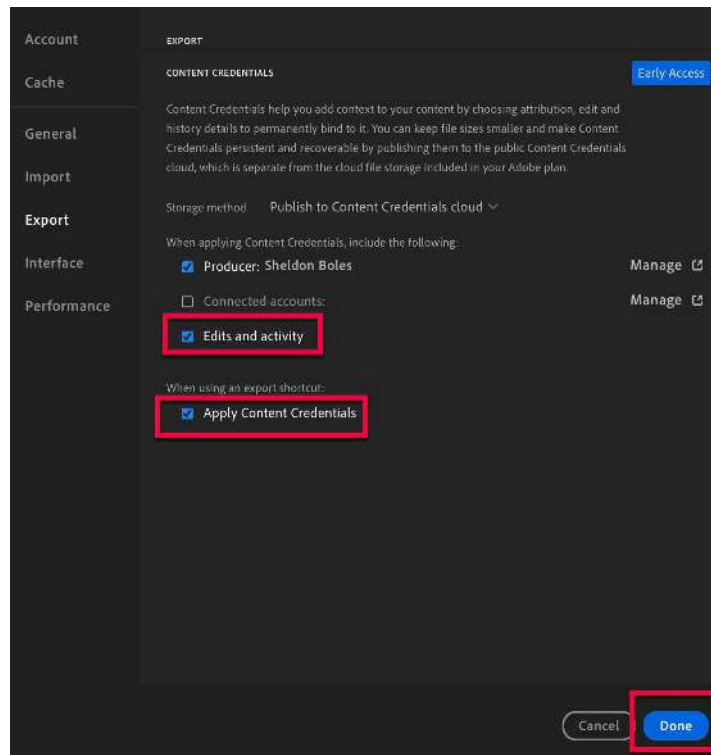 Account
Cache
General
Import
Export
Interface
Performance
EXPORT
CONTENT CREDENTIALS
Early Access
Content Credentials help you add context to your content by choosing attribution, edit and
history details to permanently bind to it. You can keep file sizes smaller and make Content
Credentials persistent and recoverable by publishing them to the public Content Credentials
cloud, which is separate from the cloud file storage included in your Adobe plan.
Storage method Publish to Content Credentials cloud
When applying Content Credentials, include the following:
Producer: Sheldon Boles Manage
Connected accounts: Manage
Edits and activity
When using an export shortcut:
Apply Content Credentials
Cancel Done